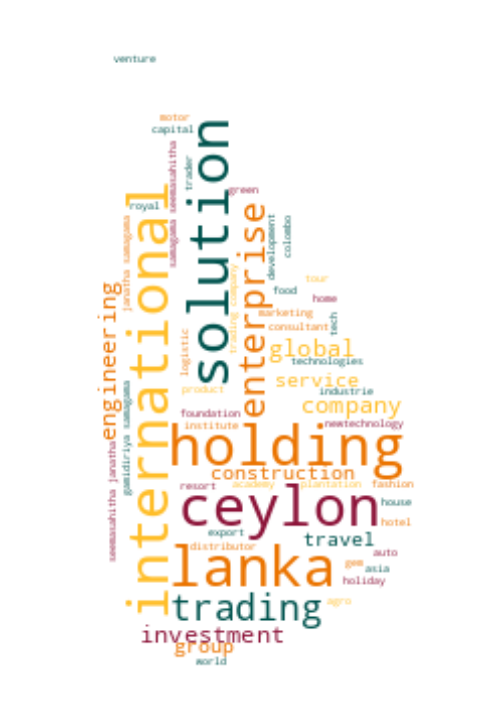 venture
motor
capital
solution
trader
samagama seemasahitha
green
royal
international
enterprise
development
colombo
janatha samagama
trading company
tour
food
home
engineering
marketing
tech
consultant
logistic
global
technologies
service
industrie
product
gamidiriya samagama
company
foundation
institute
newtechnology
holding
seemasahitha janatha
construction
resort
academy
plantation
fashion
ceylon
house
hotel
export
travel
distributor
auto
lanka
gem
asia
holiday
trading
agro
investment
group
world